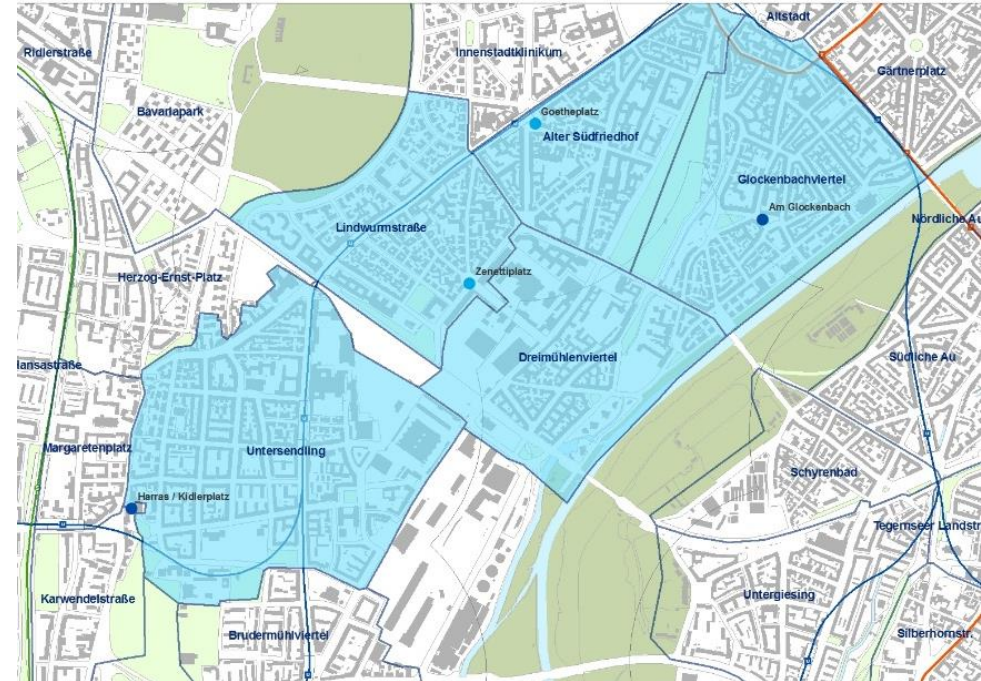 Altstadt
Ridlerstraße
Innenstadtklinikum
Gärtnerplatz
Bavariapark
Goetheplatz
Alter Südfriedhof
Glockenbachviertel
Am Glockenbach
Nördliche Au
Lindwurmstraße
Zenettiplatz
Herzog-Ernst-Platz
Dreimühlenviertel
Südliche Au
Hansastraße
Margaretenplatz
Untersendling
Schyrenbad
Harras / Kidlerplatz
Tegernseer Landstr
Karwendelstraße
Untergiesing
Brudermühlviertel
Silberhornstr.